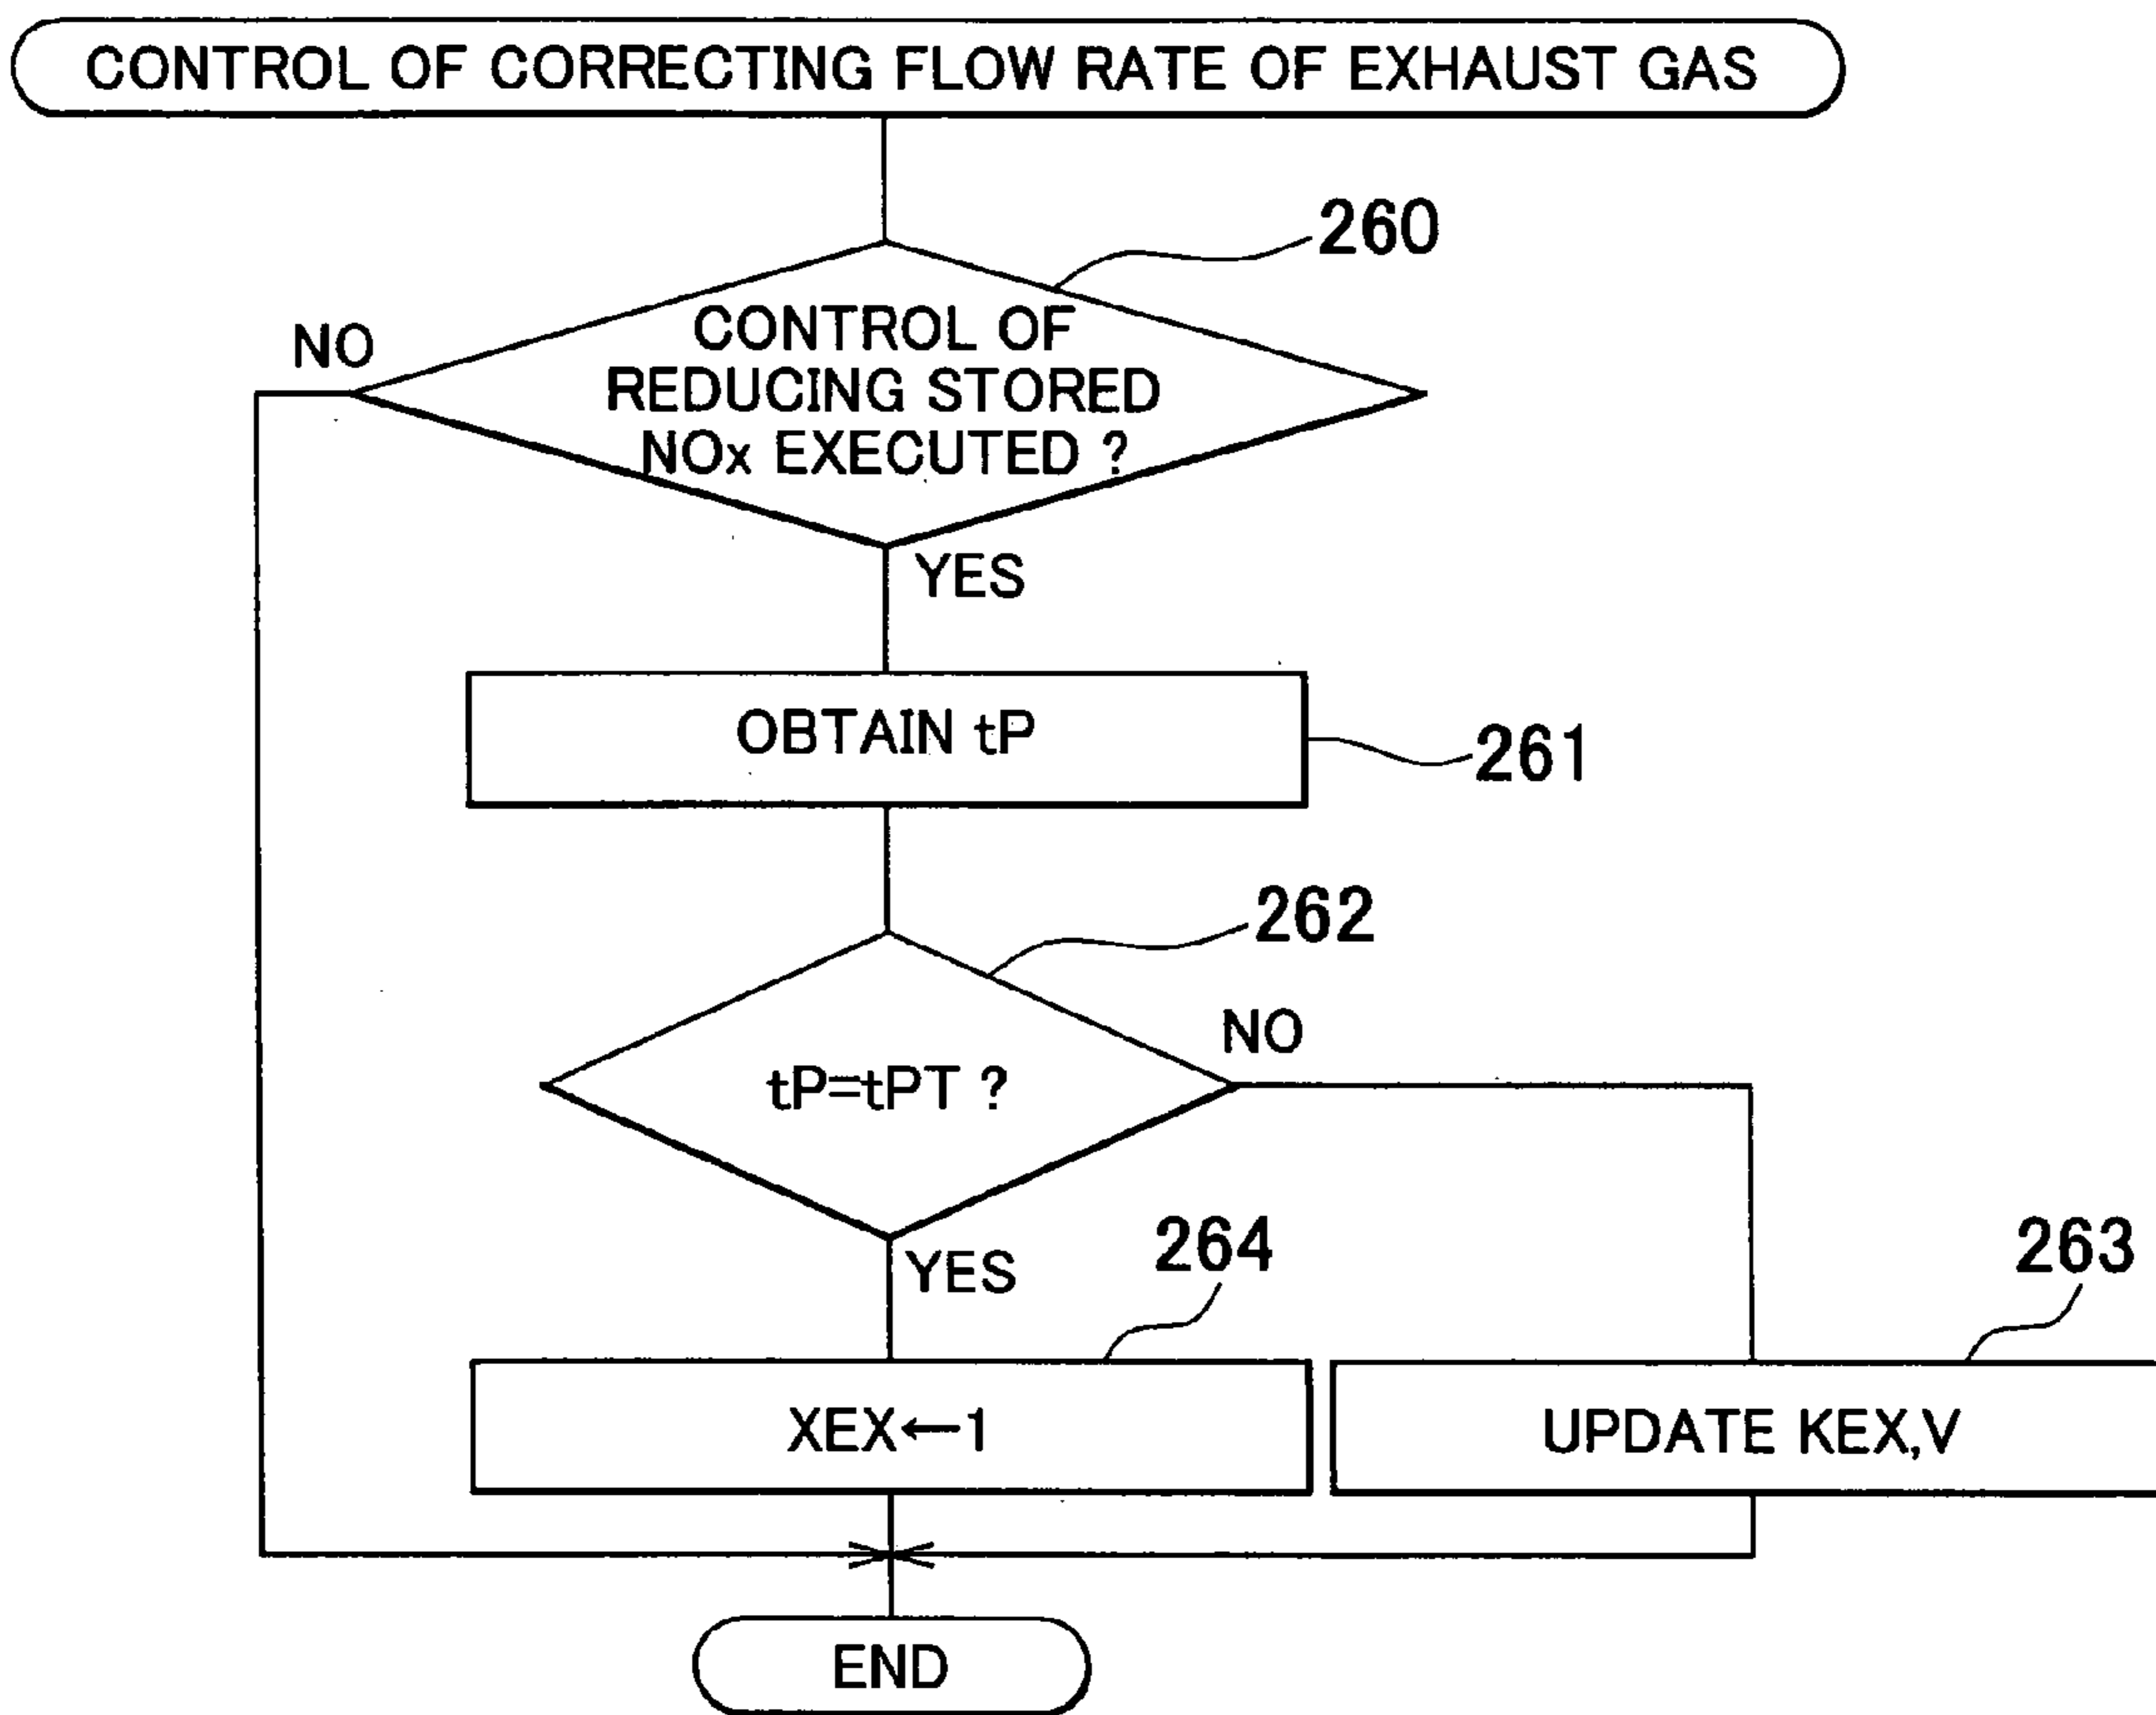 CONTROL OF CORRECTING FLOW RATE OF EXHAUST GAS
260
CONTROL OF
REDUCING STORED
NOx EXECUTED ?
NO
YES
OBTAIN tP
261
262
tP=tPT ?
NO
YES
264
263
XEX←1
UPDATE KEX,V
END